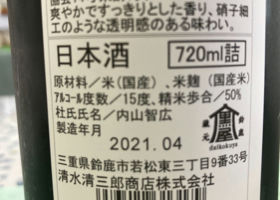 爽やかですっきりとした香り、硝子細
工のような透明感のある味わい。
日本酒 720ml詰
原材料／米(国産)、米麹(国産米)
アルコール度数／15度、精米歩合／50%
杜氏氏名／内山智広
製造年月 2021.04
蔵元 鈴鹿
daikokuya
三重県鈴鹿市若松東三丁目9番33号
清水清三郎商店株式会社